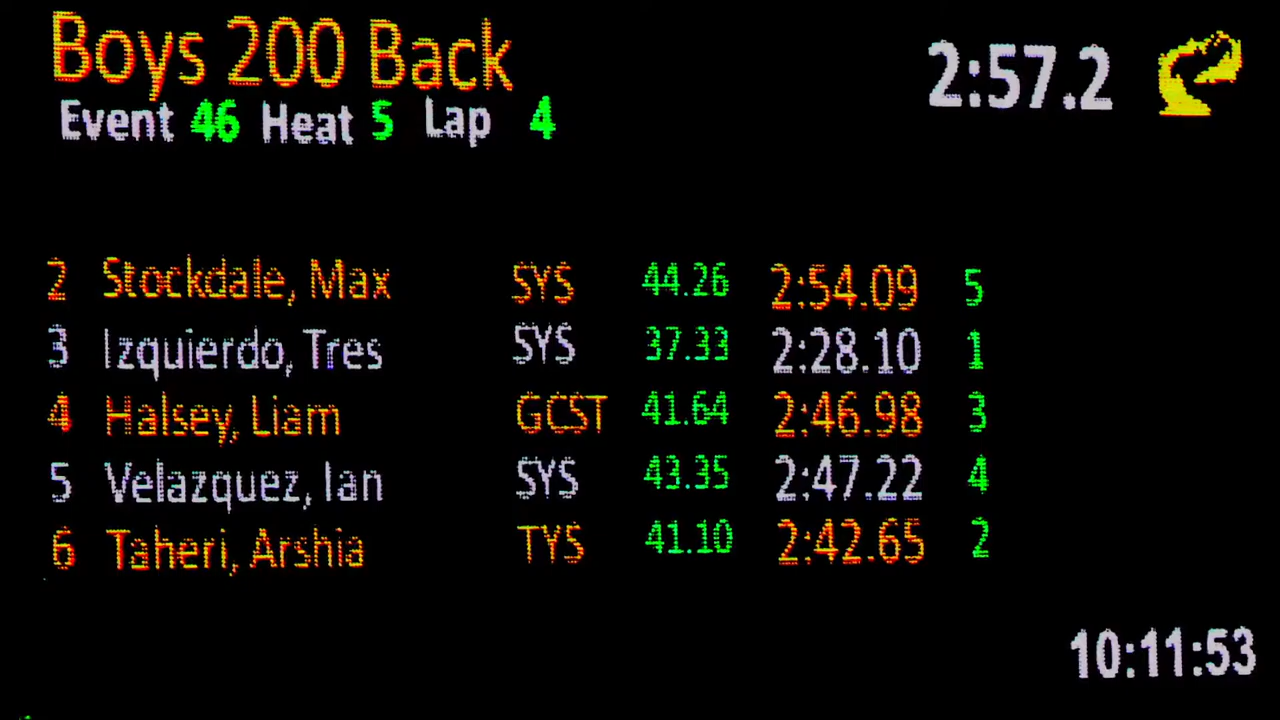 Boys 200 Back
2:57.2
Event 46 Heat 5 Lap 4
2 Stockdale, Max SYS 44.26 2:54.09 5
3 Izquierdo, Tres SYS 37.33 2:28.10 1
4 Halsey, Liam GCST 41.64 2:46.98 3
5 Velazquez, Ian SYS 43.35 2:47.22 4
6 Taheri, Arshia TYS 41.10 2:42.65 2
10:11:53